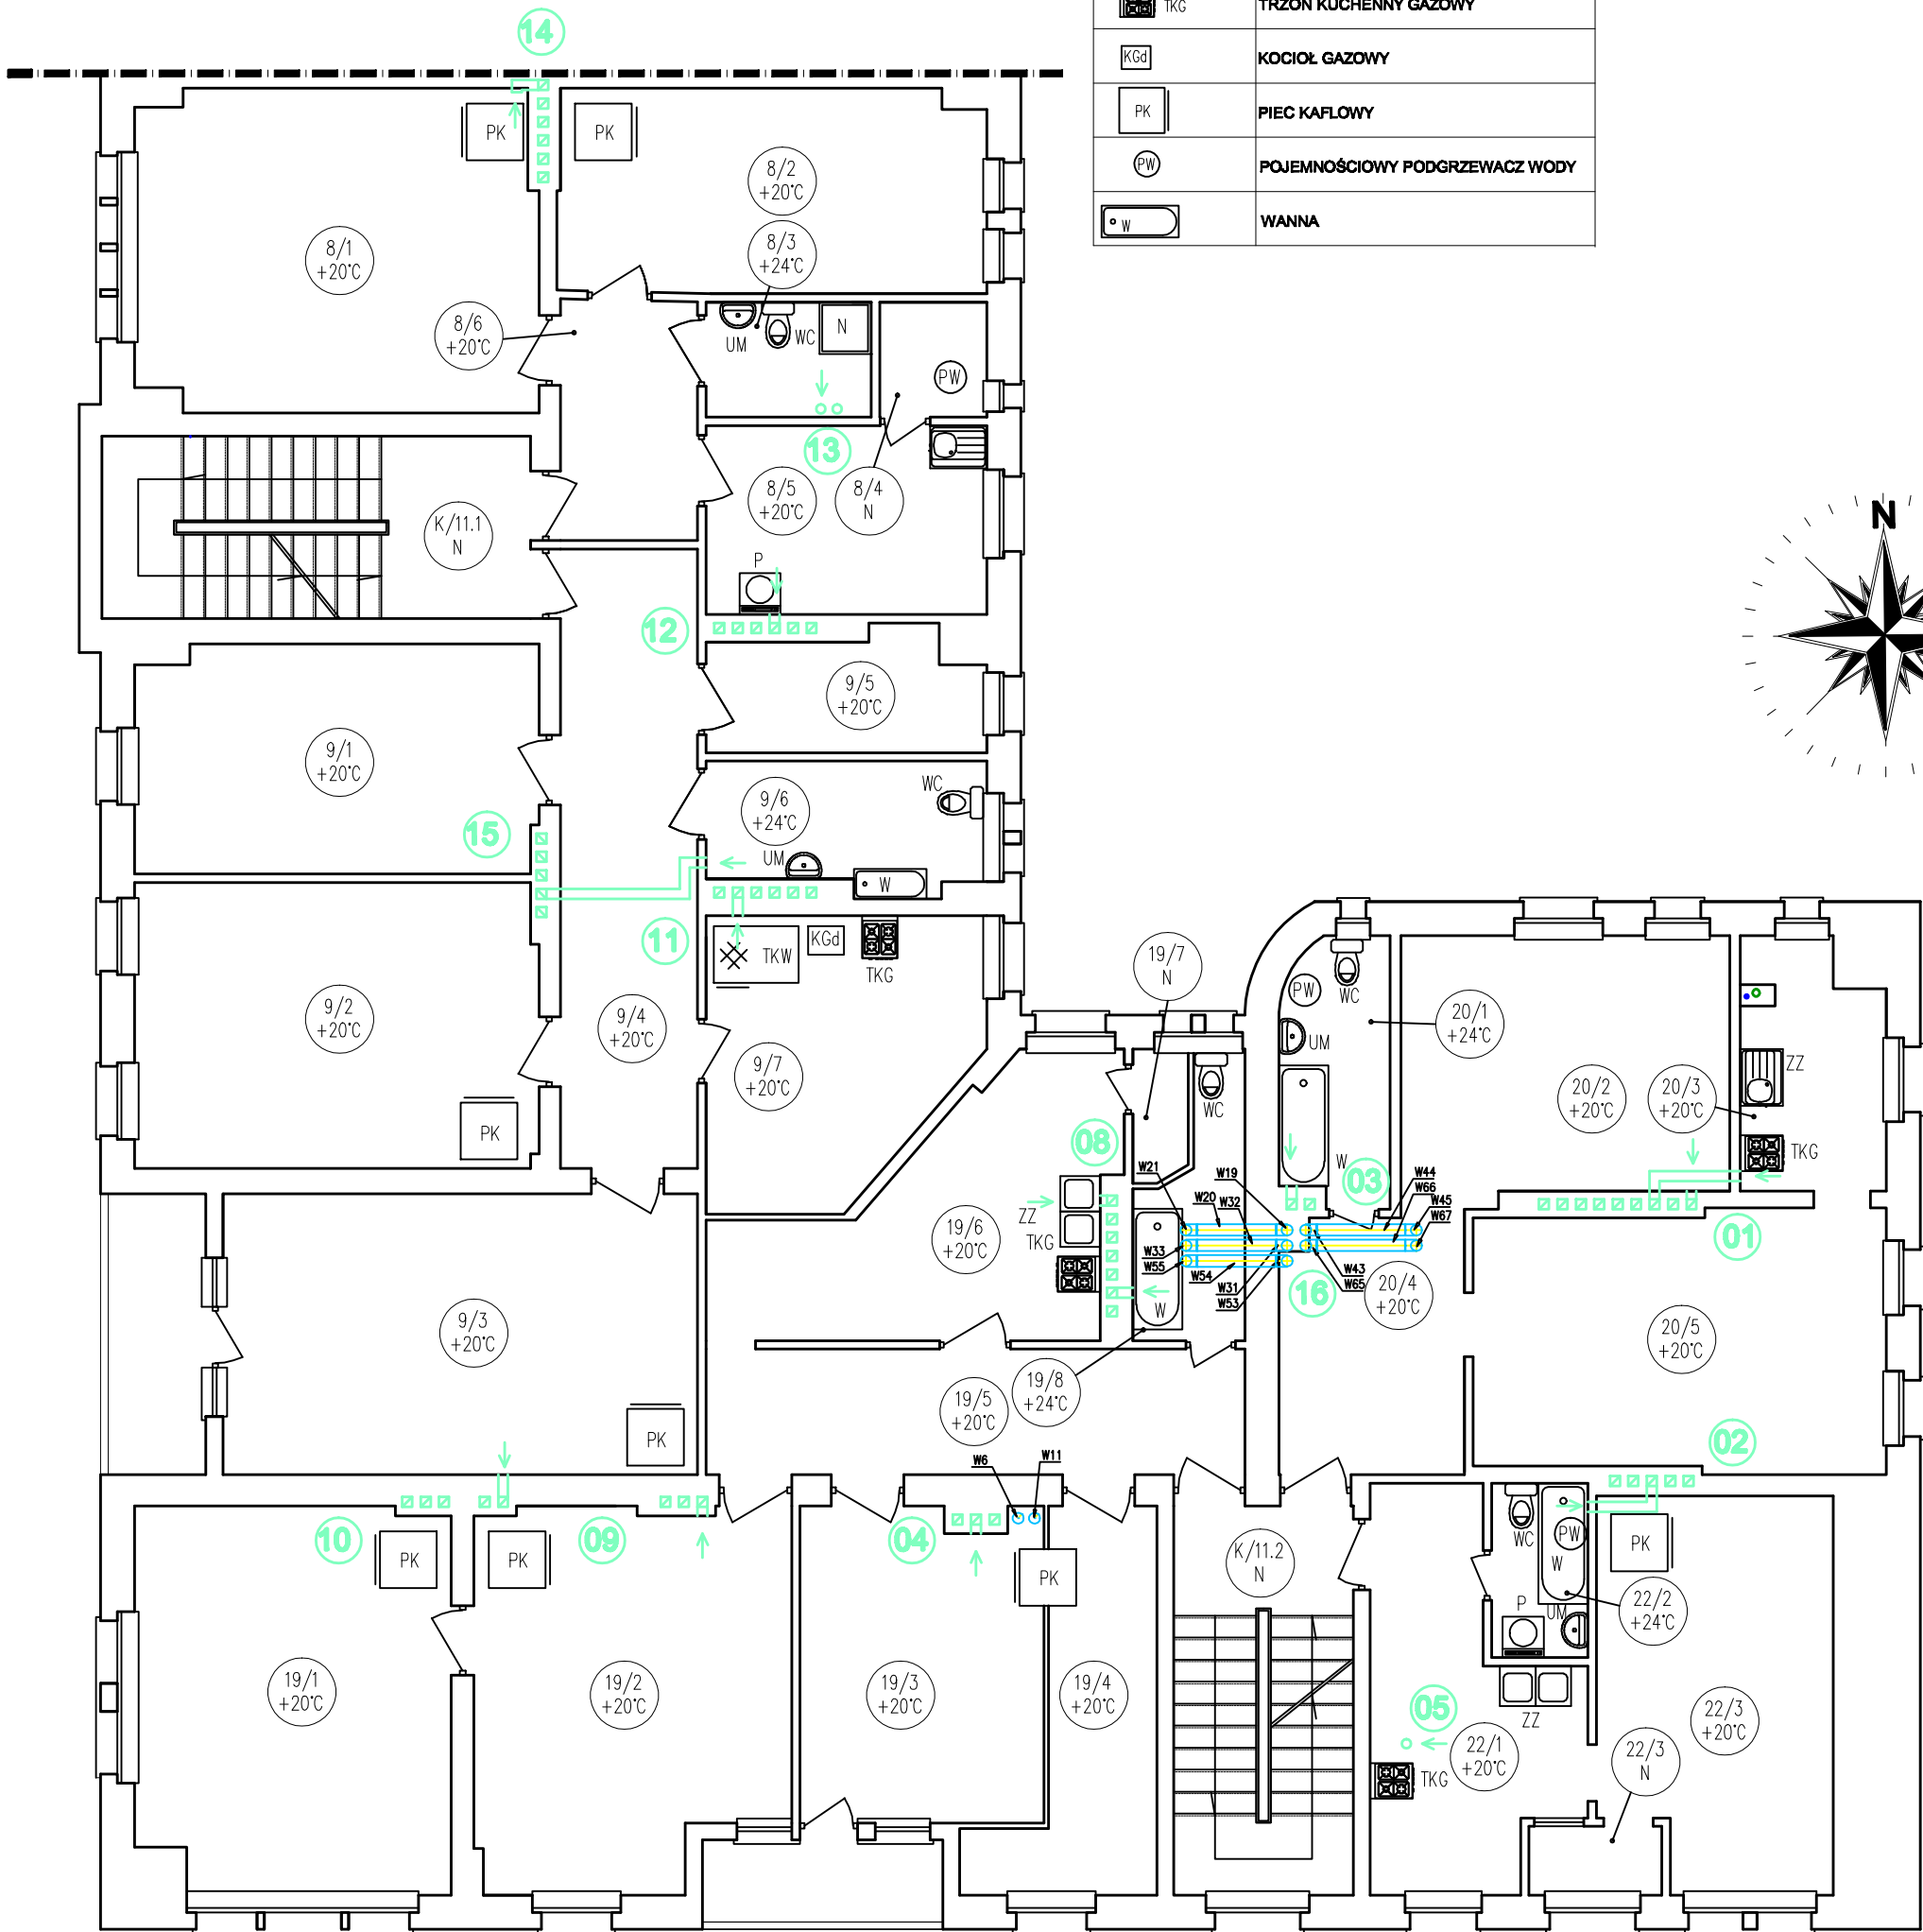 TKG
TRZON KUCHENNY GAZOWY
KGd
KOCIOŁ GAZOWY
PK
PIEC KAFLOWY
PW
POJEMNOŚCIOWY PODGRZEWACZ WODY
W
WANNA
14
PK
PK
8/2
+20°C
8/1
+20°C
8/3
+24°C
8/6
+20°C
UM
WC
N
PW
13
8/5
+20°C
8/4
N
K/11.1
N
P
N
12
9/5
+20°C
9/1
+20°C
15
9/6
+24°C
WC
UM
W
11
TKW
KGd
TKG
9/2
+20°C
9/4
+20°C
9/7
+20°C
PK
19/7
N
PW
WC
UM
20/1
+24°C
20/2
+20°C
20/3
+20°C
ZZ
TKG
WC
08
W
03
W21
W19
W20
W32
W44
W66
W45
W67
01
ZZ
TKG
19/6
+20°C
W33
W55
W54
W31
W53
W43
W65
16
20/4
+20°C
W
9/3
+20°C
20/5
+20°C
PK
19/5
+20°C
19/8
+24°C
02
W6
W11
10
PK
PK
09
04
PK
K/11.2
N
WC
PW
W
PK
P
UM
22/2
+24°C
19/1
+20°C
19/2
+20°C
19/3
+20°C
19/4
+20°C
05
ZZ
22/3
+20°C
22/1
+20°C
22/3
N
TKG